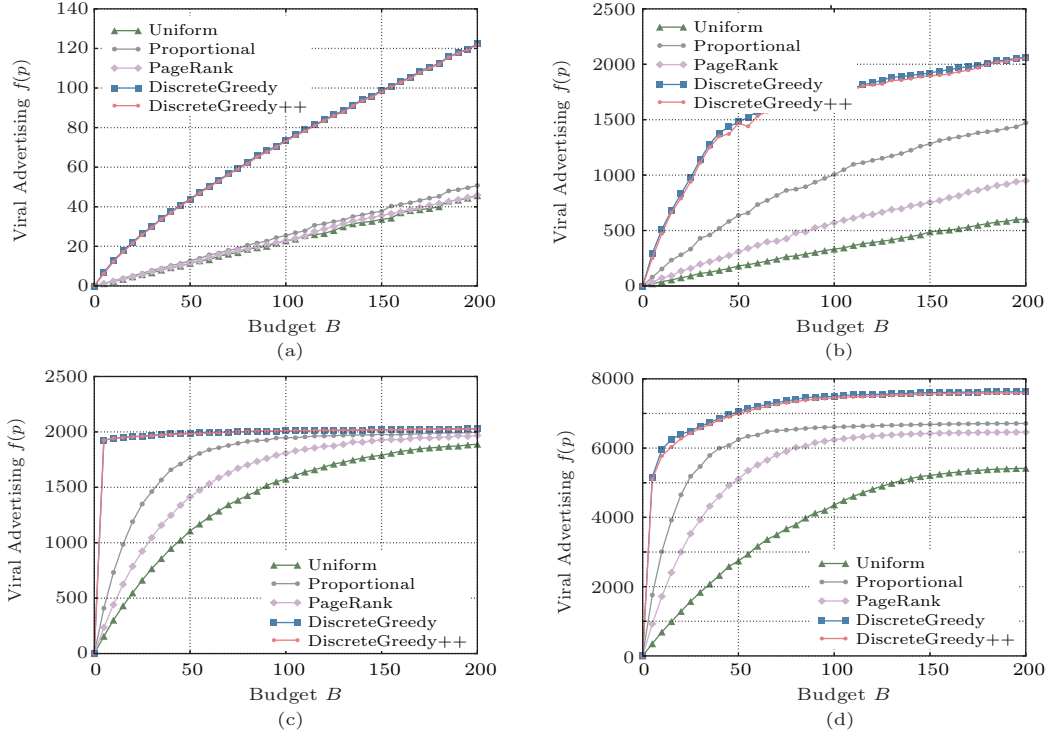 140
120
100
80
60
40
20
0
0
50
100
150
200
Viral Advertising f(p)
Budget B
Uniform
Proportional
PageRank
DiscreteGreedy
DiscreteGreedy++
(a)
2500
2000
1500
1000
500
0
0
50
100
150
200
Viral Advertising f(p)
Budget B
Uniform
Proportional
PageRank
DiscreteGreedy
DiscreteGreedy++
(b)
2500
2000
1500
1000
500
0
0
50
100
150
200
Viral Advertising f(p)
Budget B
Uniform
Proportional
PageRank
DiscreteGreedy
DiscreteGreedy++
(c)
8000
6000
4000
2000
0
0
50
100
150
200
Viral Advertising f(p)
Budget B
Uniform
Proportional
PageRank
DiscreteGreedy
DiscreteGreedy++
(d)